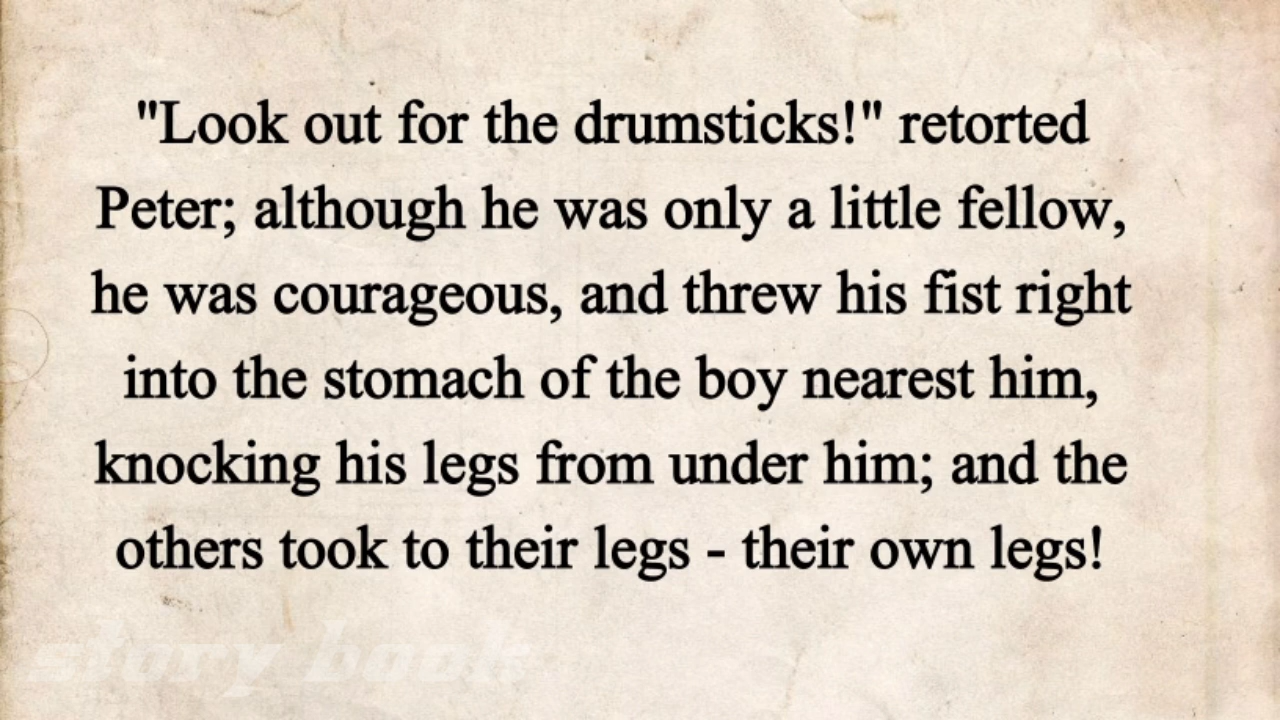 "Look out for the drumsticks!" retorted
Peter; although he was only a little fellow,
he was courageous, and threw his fist right
into the stomach of the boy nearest him,
knocking his legs from under him; and the
others took to their legs - their own legs!
story book